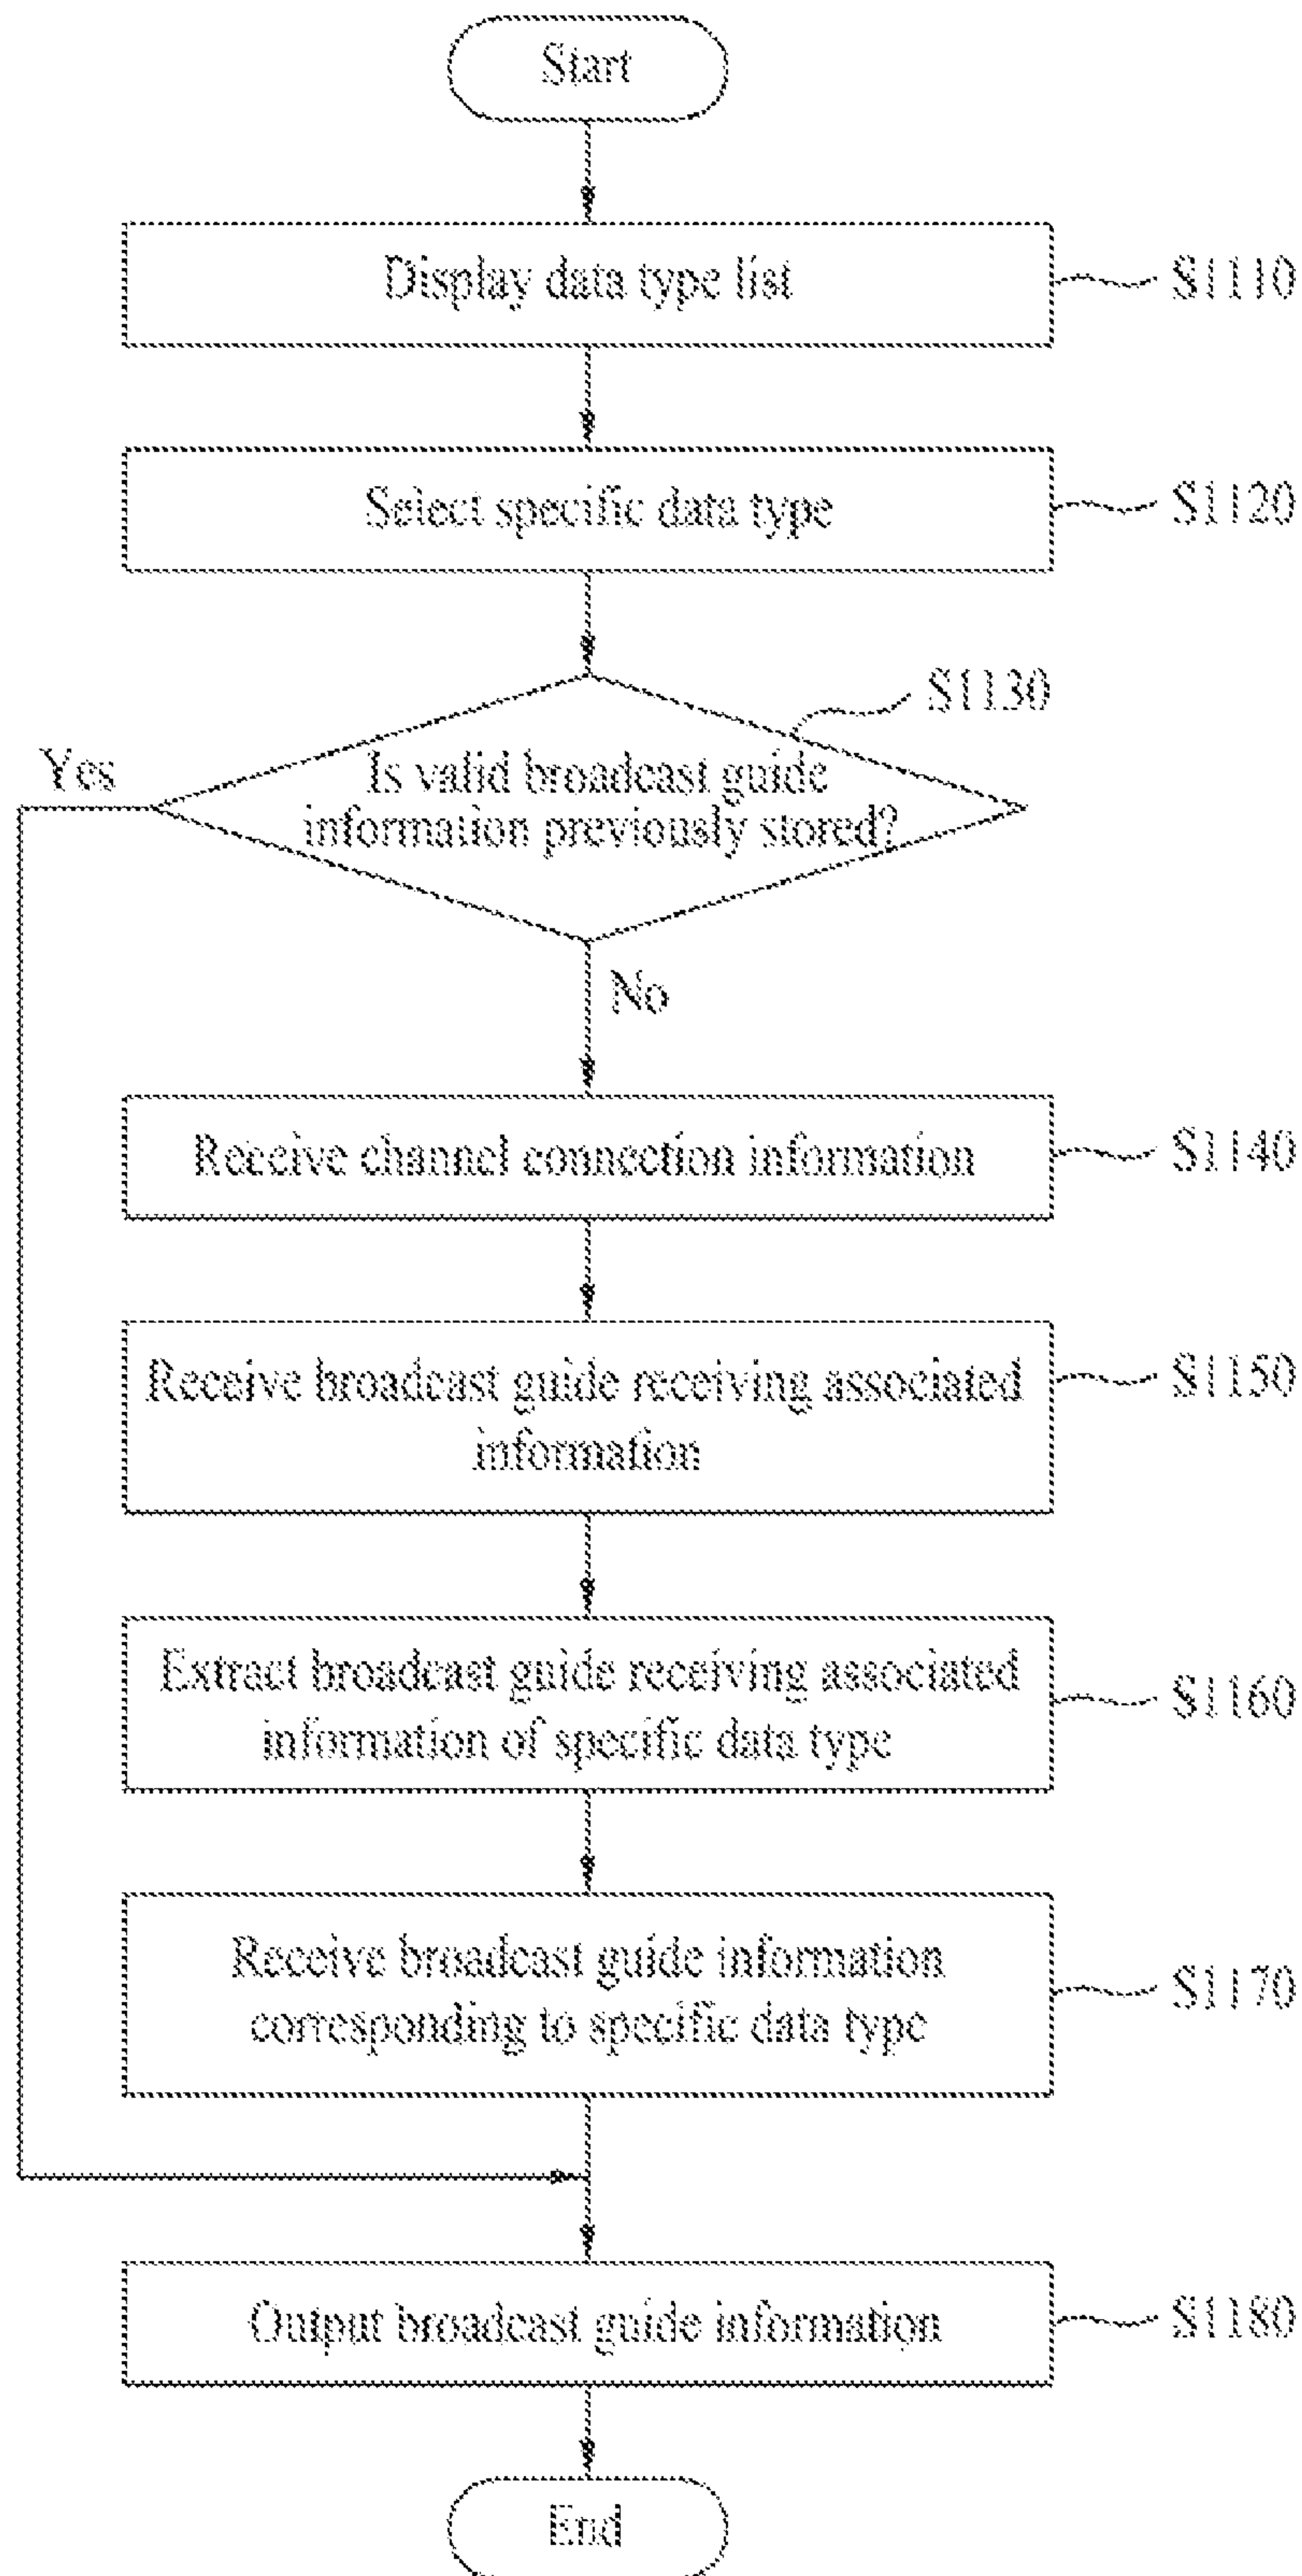 Start
Display data type list
S1110
Select specific data type
S1120
S1130
Yes
Is valid broadcast guide
information previously stored?
No
Receive channel connection information
S1140
Receive broadcast guide receiving associated
information
S1150
Extract broadcast guide receiving associated
information of specific data type
S1160
Receive broadcast guide information
corresponding to specific data type
S1170
Output broadcast guide information
S1180
End